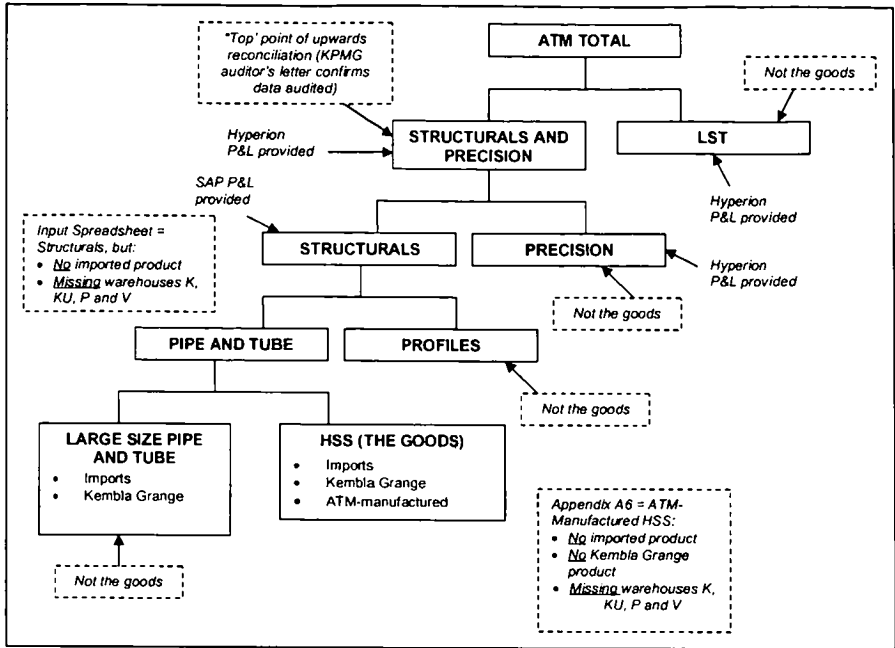 "Top' point of upwards
reconciliation (KPMG
auditor's letter confirms
data audited)
ATM TOTAL
Not the goods
Hyperion
P&L provided
STRUCTURALS AND
PRECISION
LST
SAP P&L
provided
Hyperion
P&L provided
Input Spreadsheet =
Structurals, but:
• No imported product
• Missing warehouses K,
KU, P and V
STRUCTURALS
PRECISION
Hyperion
P&L provided
Not the goods
PIPE AND TUBE
PROFILES
Not the goods
LARGE SIZE PIPE
AND TUBE
• Imports
• Kembla Grange
HSS (THE GOODS)
• Imports
• Kembla Grange
• ATM-manufactured
Appendix A6 = ATM-
Manufactured HSS:
• No imported product
• No Kembla Grange
product
• Missing warehouses K,
KU, P and V
Not the goods